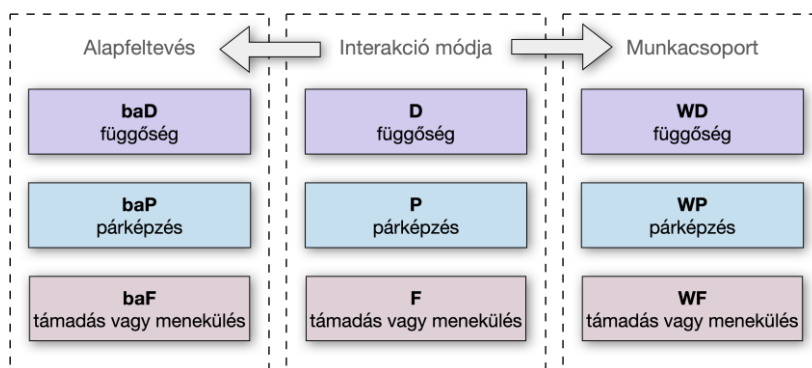 Alapfeltevés
Interakció módja
Munkacsoport
baD
függőség
D
függőség
WD
függőség
baP
párképzés
P
párképzés
WP
párképzés
baF
támadás vagy menekülés
F
támadás vagy menekülés
WF
támadás vagy menekülés